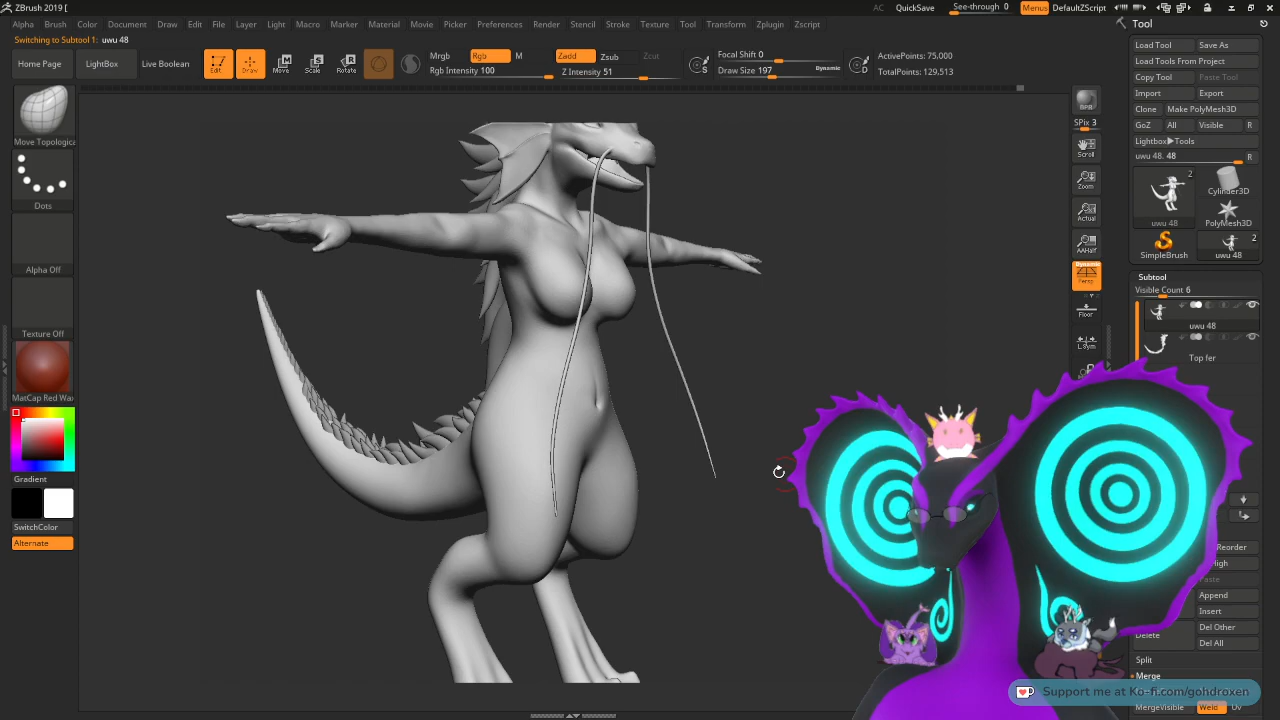 ZBrush 2019 [
AC QuickSave See-through 0 Menus DefaultZScript
Alpha Brush Color Document Draw Edit File Layer Light Macro Marker Material Movie Picker Preferences Render Stencil Stroke Texture Tool Transform Zplugin Zscript
Switching to Subtool 1: uwu 48
Home Page LightBox Live Boolean
Edit Draw Move Scale Rotate
Mrgb Rgb M
Rgb Intensity 100
Zadd Zsub Zcut
Z Intensity 51
S
Focal Shift 0
Draw Size 197 Dynamic
D
ActivePoints: 75,000
TotalPoints: 129,513
Move Topologica
Dots
Alpha Off
Texture Off
MatCap Red Wax
Gradient
SwitchColor
Alternate
BPR
SPix 3
Scroll
Zoom
Actual
AAHalf
Dynamic
Persp
Floor
L.Sym
Tool
Load Tool Save As
Load Tools From Project
Copy Tool Paste Tool
Import Export
Clone Make PolyMesh3D
GoZ All Visible R
Lightbox▶Tools
uwu 48. 48 R
2
uwu 48
Cylinder3D
PolyMesh3D
SimpleBrush
2
uwu 48
Subtool
Visible Count 6
uwu 48
Top fer
Reorder
High
Paste
Append
Insert
Del Other
Delete
Del All
Split
Merge
MergeVisible Weld Uv
Support me at Ko-fi.com/gohdroxen